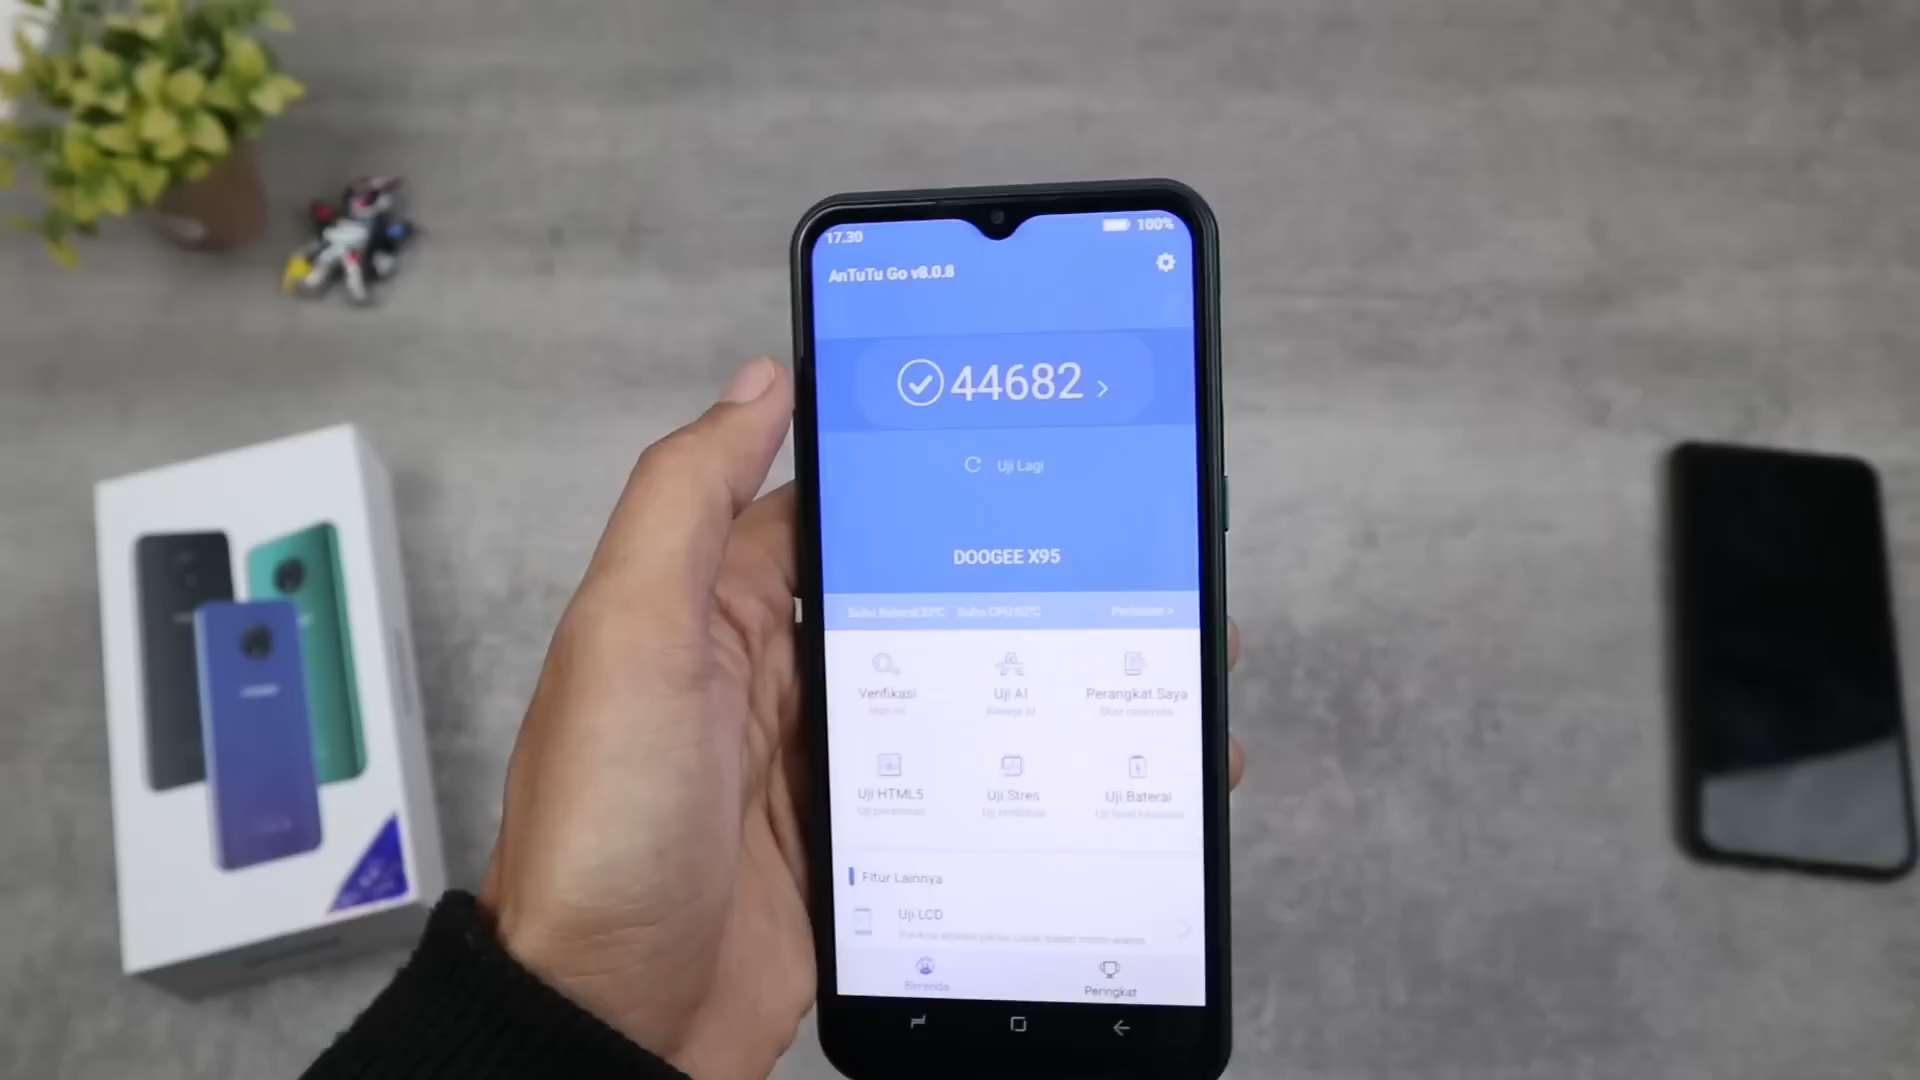 17.30
100%
AnTuTu Go v8.0.8
44682
Uji Lagi
DOOGEE X95
Verifikasi
Uji AI
Perangkat Saya
Uji HTML5
Uji Stres
Uji Baterai
Fitur Lainnya
Uji LCD
Beranda
Peringkat